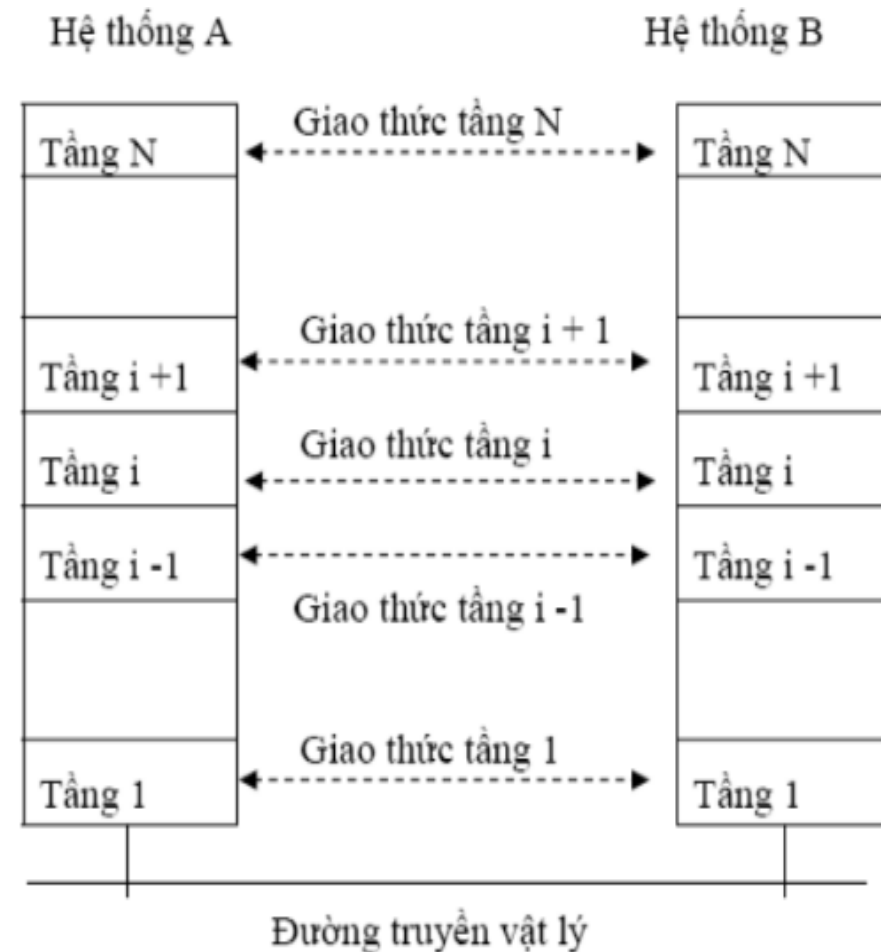 Hệ thống A
Hệ thống B
Giao thức tầng N
Tầng N
Tầng N
Giao thức tầng i + 1
Tầng i +1
Tầng i +1
Giao thức tầng i
Tầng i
Tầng i
Tầng i -1
Tầng i -1
Giao thức tầng i -1
Giao thức tầng 1
Tầng 1
Tầng 1
Đường truyền vật lý